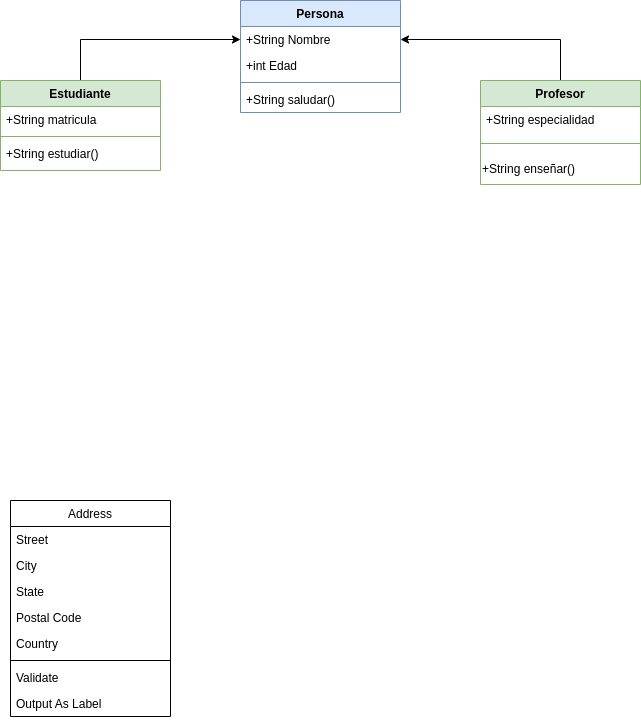 Persona
+String Nombre
+int Edad
+String saludar()
Estudiante
+String matricula
+String estudiar()
Profesor
+String especialidad
+String enseñar()
Address
Street
City
State
Postal Code
Country
Validate
Output As Label